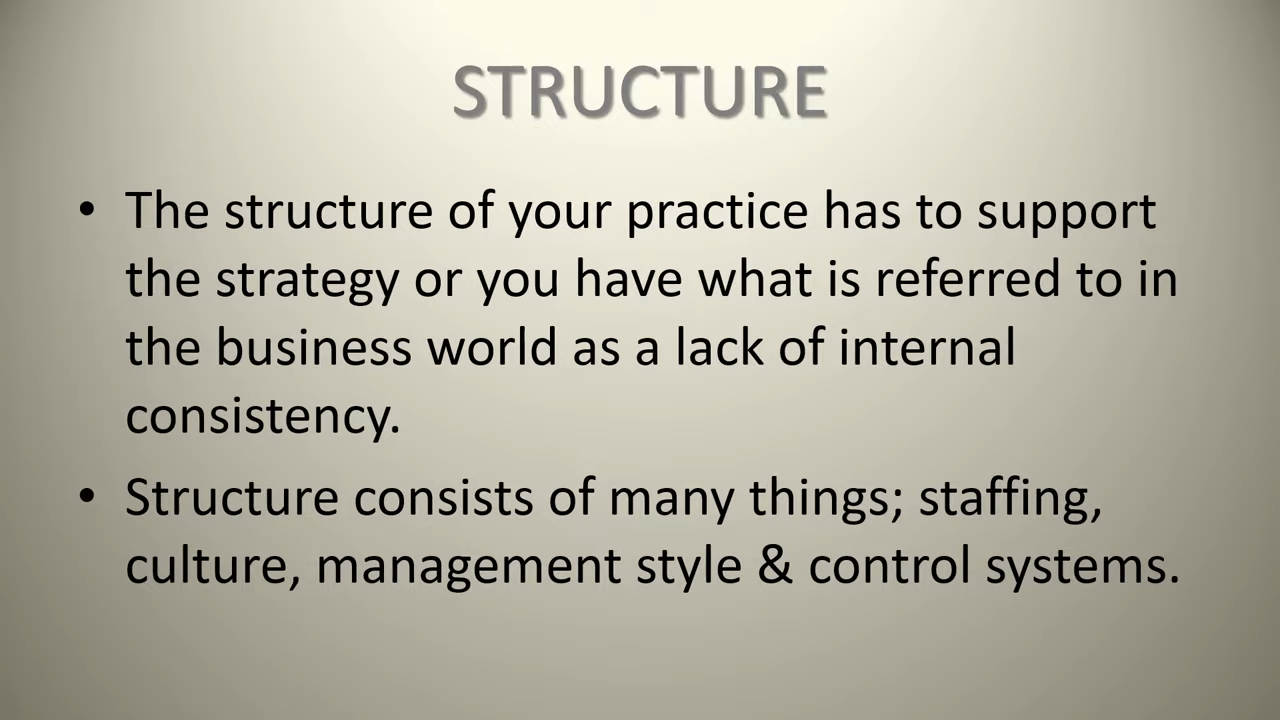 STRUCTURE
• The structure of your practice has to support
the strategy or you have what is referred to in
the business world as a lack of internal
consistency.
• Structure consists of many things; staffing,
culture, management style & control systems.